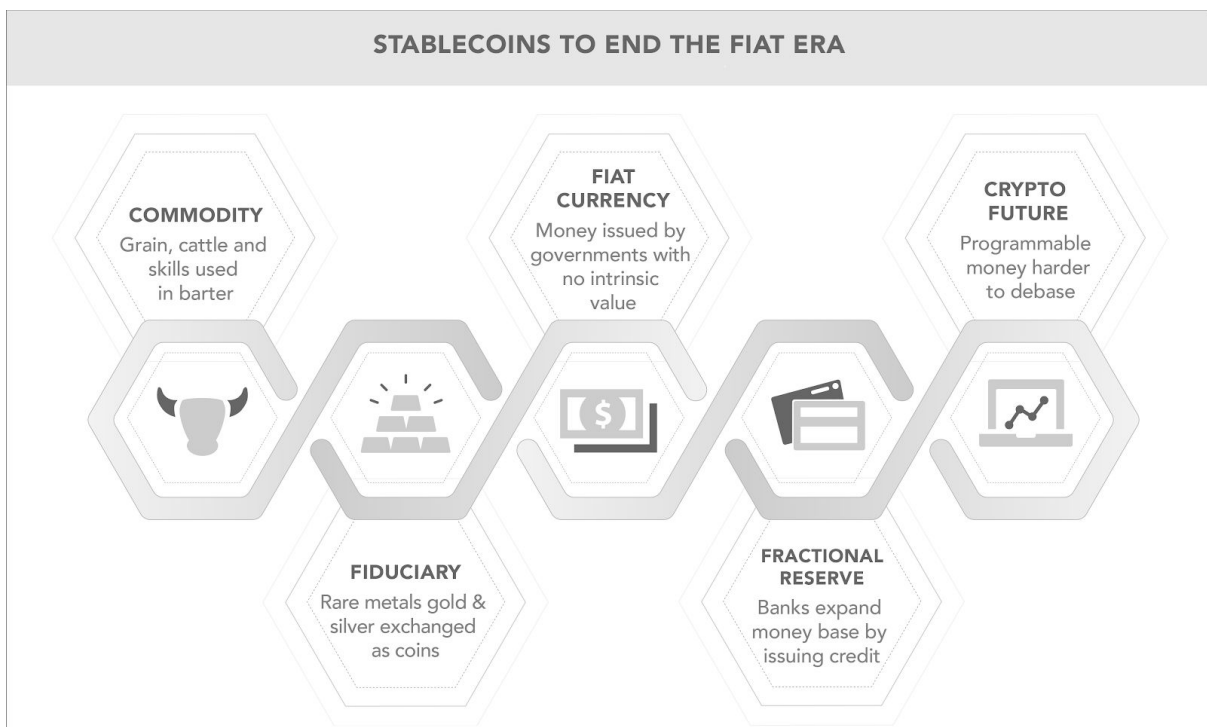 STABLECOINS TO END THE FIAT ERA
COMMODITY
Grain, cattle and
skills used
in barter
FIDUCIARY
Rare metals gold &
silver exchanged
as coins
FIAT
CURRENCY
Money issued by
governments with
no intrinsic
value
$
FRACTIONAL
RESERVE
Banks expand
money base by
issuing credit
CRYPTO
FUTURE
Programmable
money harder
to debase